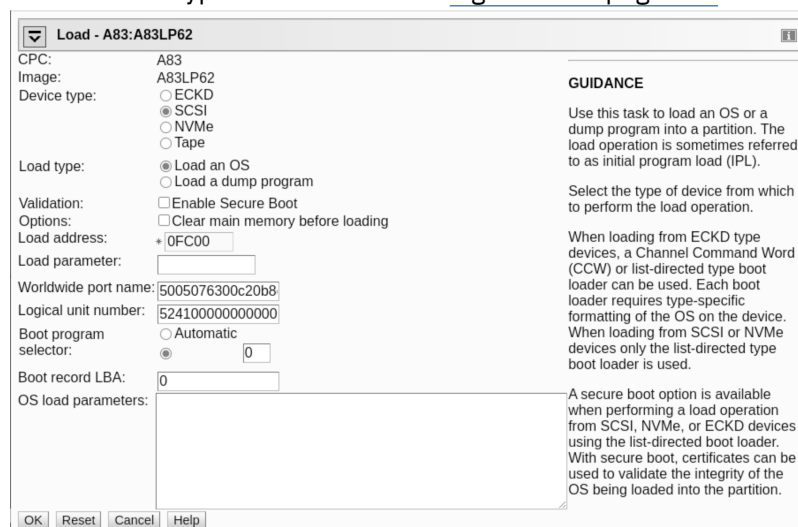 Load - A83:A83LP62
CPC: A83
Image: A83LP62
Device type: ECKD
SCSI
NVMe
Tape
Load type: Load an OS
Load a dump program
Validation: Enable Secure Boot
Options: Clear main memory before loading
Load address: * 0FC00
Load parameter:
Worldwide port name: 5005076300c20b8
Logical unit number: 524100000000000
Boot program selector: Automatic
0
Boot record LBA: 0
OS load parameters:
OK Reset Cancel Help
GUIDANCE
Use this task to load an OS or a
dump program into a partition. The
load operation is sometimes referred
to as initial program load (IPL).
Select the type of device from which
to perform the load operation.
When loading from ECKD type
devices, a Channel Command Word
(CCW) or list-directed type boot
loader can be used. Each boot
loader requires type-specific
formatting of the OS on the device.
When loading from SCSI or NVMe
devices only the list-directed type
boot loader is used.
A secure boot option is available
when performing a load operation
from SCSI, NVMe, or ECKD devices
using the list-directed boot loader.
With secure boot, certificates can be
used to validate the integrity of the
OS being loaded into the partition.